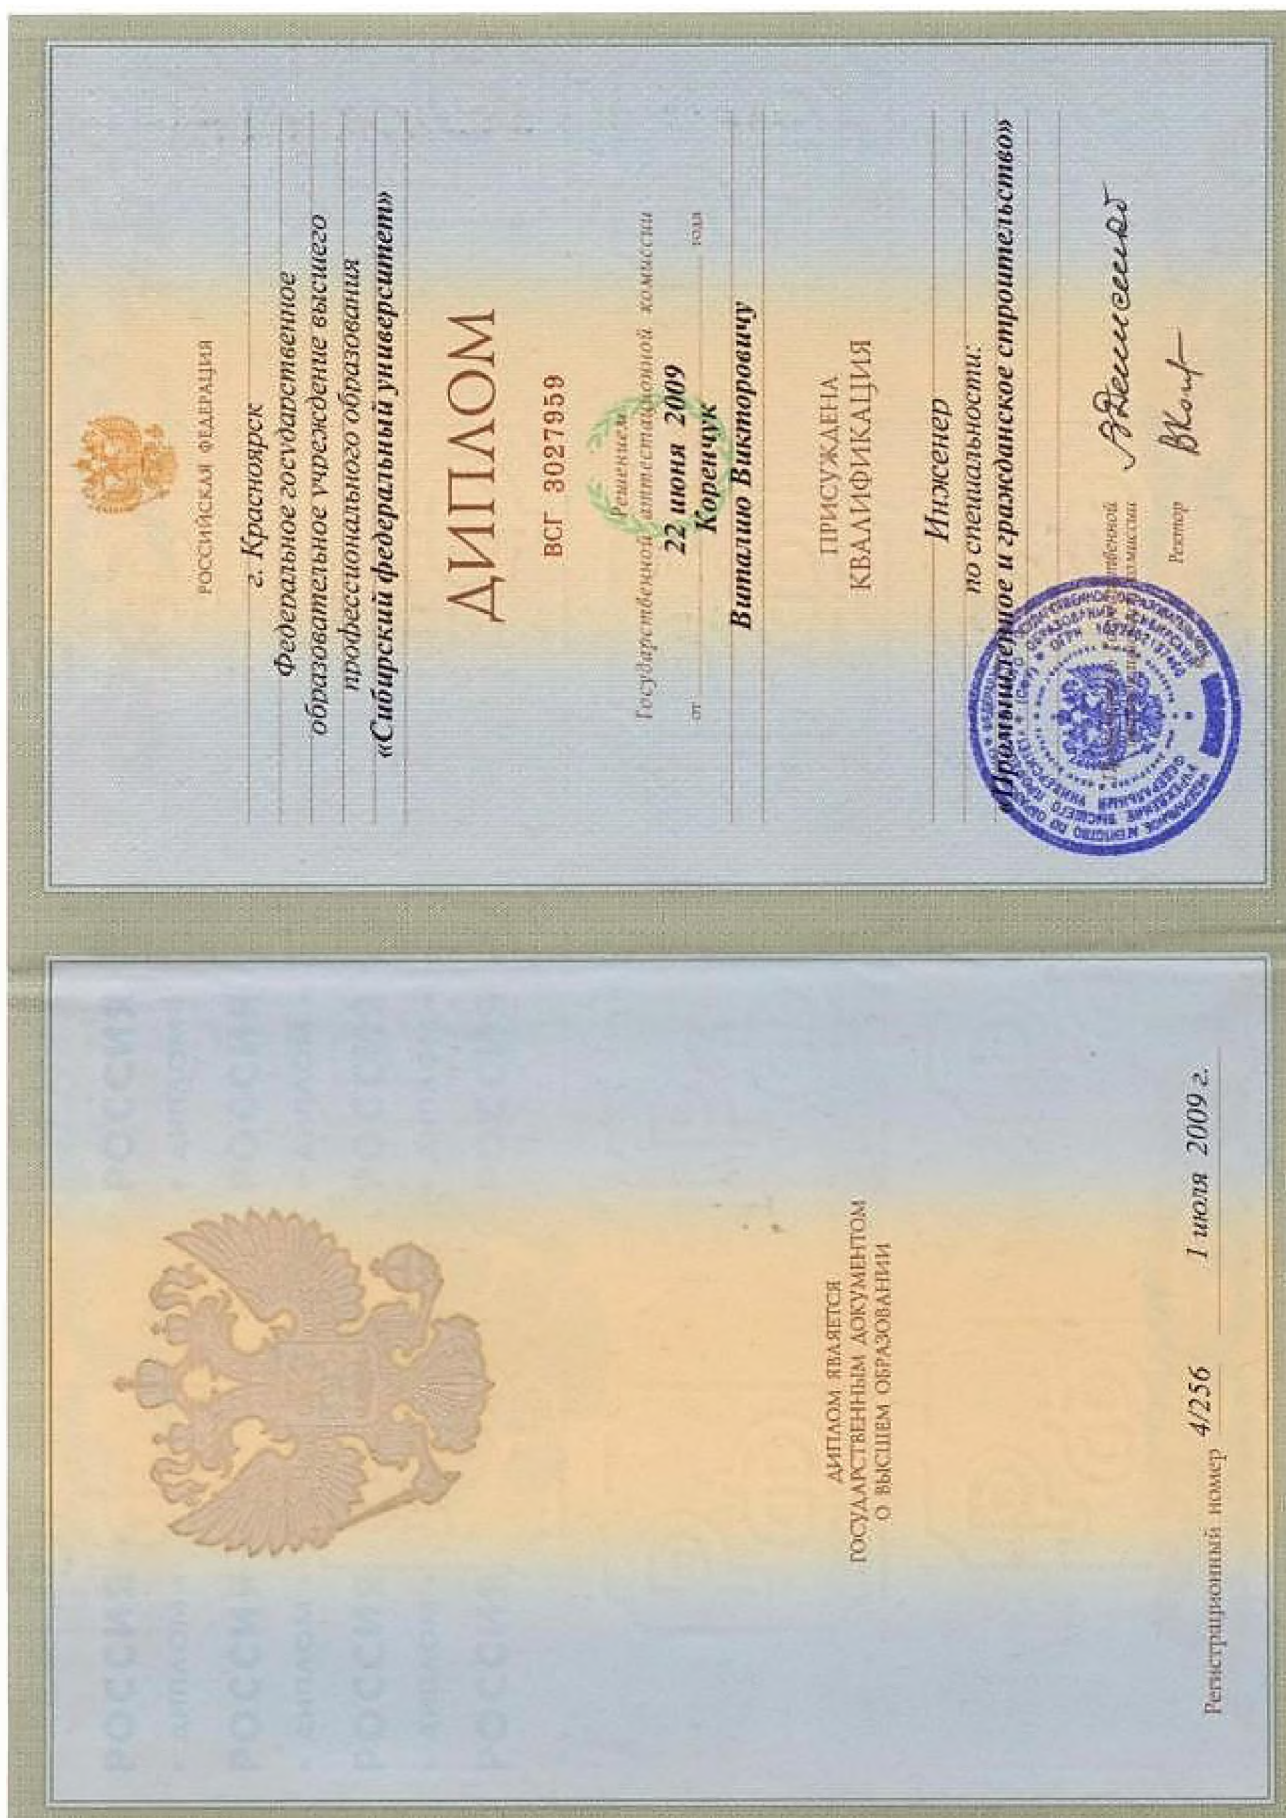 ДИПЛОМ ЯВЛЯЕТСЯ
ГОСУДАРСТВЕННЫМ ДОКУМЕНТОМ
О ВЫСШЕМ ОБРАЗОВАНИИ
Регистрационный номер 4/256 1 июля 2009 г.
РОССИЙСКАЯ ФЕДЕРАЦИЯ
г. Красноярск
Федеральное государственное
образовательное учреждение высшего
профессионального образования
«Сибирский федеральный университет»
ДИПЛОМ
ВСГ 3027959
Решением
Государственной аттестационной комиссии
от 22 июня 2009 года
Коренчук
Виталию Викторовичу
ПРИСУЖДЕНА
КВАЛИФИКАЦИЯ
Инженер
по специальности:
«Промышленное и гражданское строительство»
комиссии
Ректор